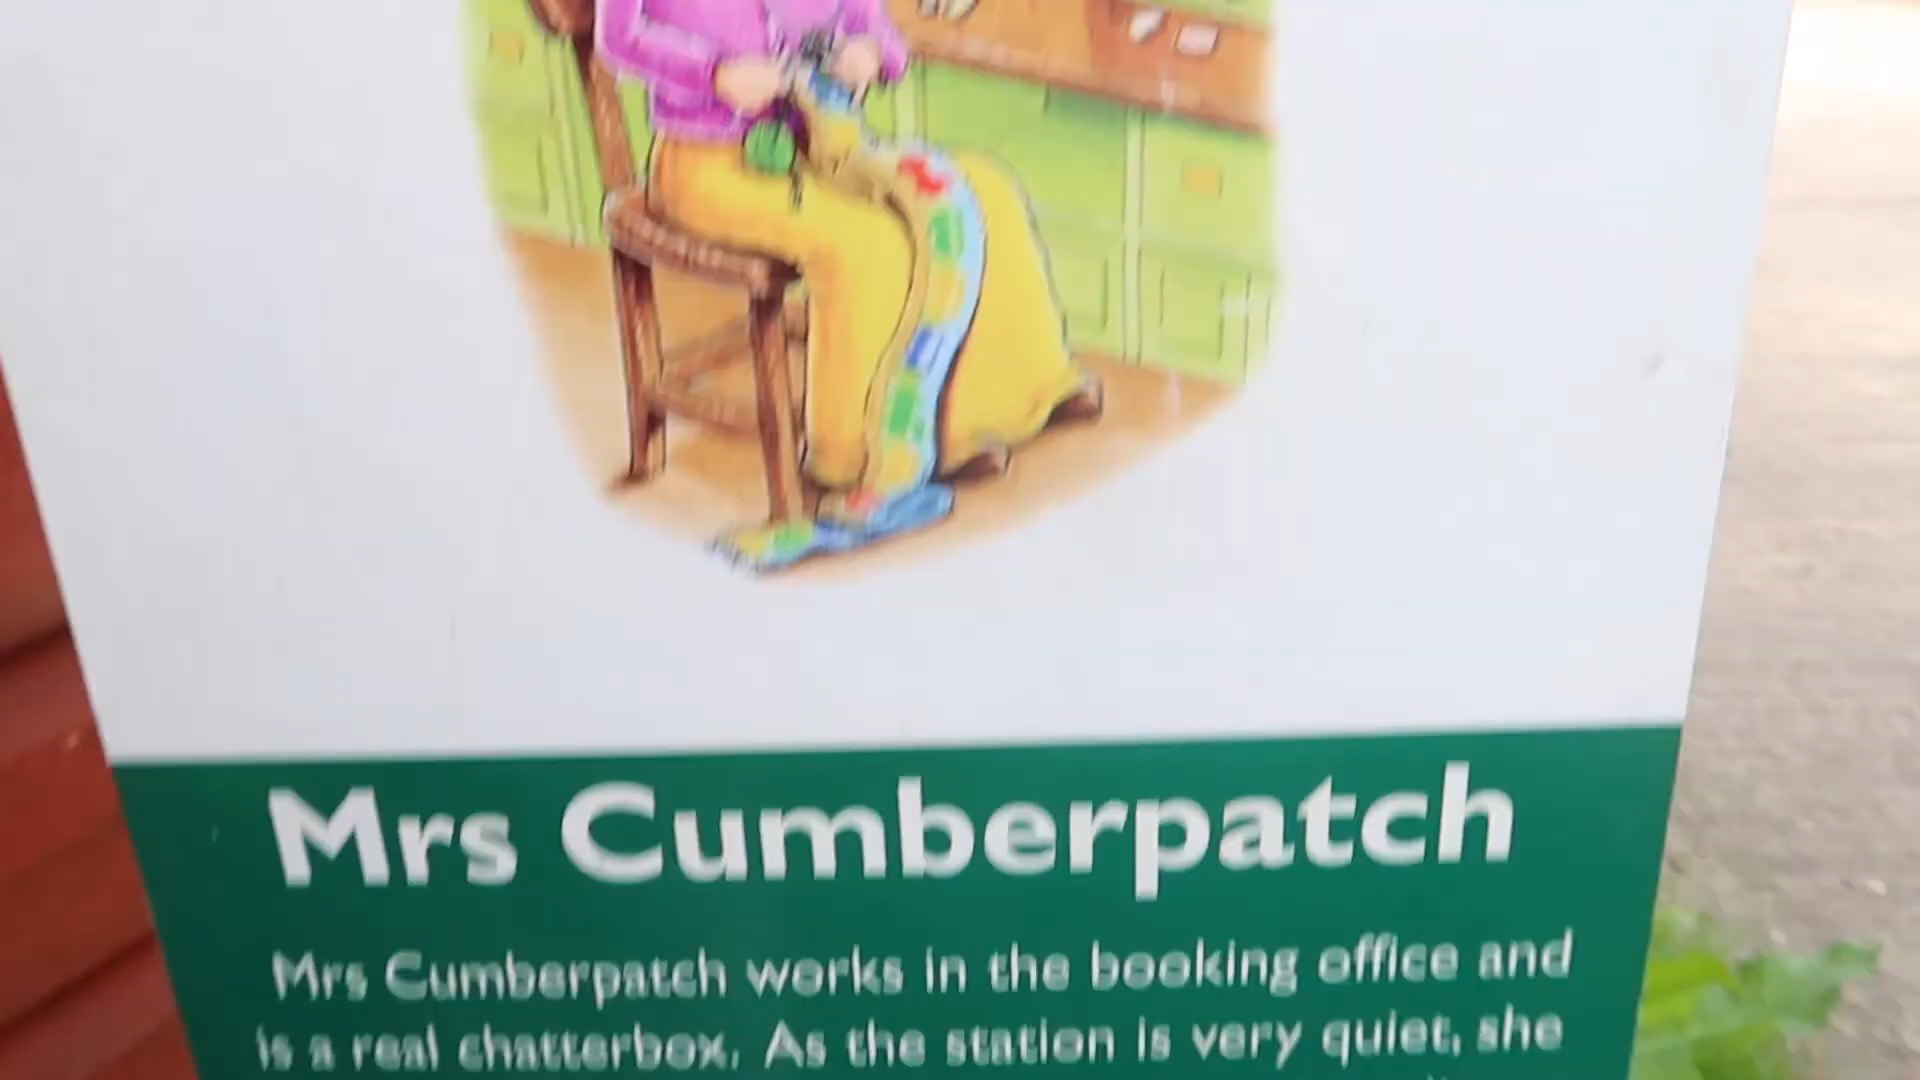 Mrs Cumberpatch
Mrs Cumberpatch works in the booking office and
is a real chatterbox. As the station is very quiet, she